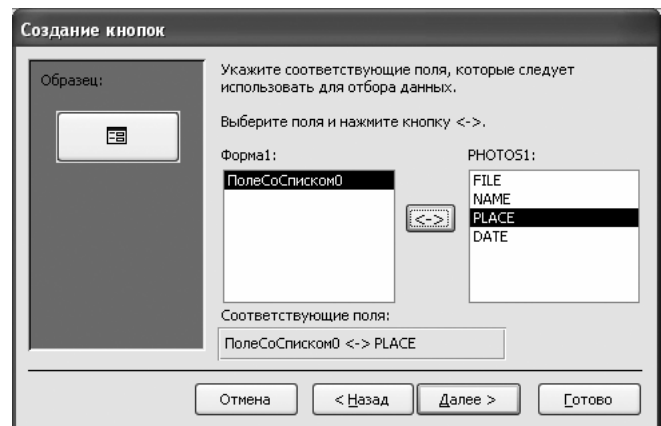 Создание кнопок
Образец:
Укажите соответствующие поля, которые следует
использовать для отбора данных.
Выберите поля и нажмите кнопку <->.
Форма1:
PHOTOS1:
ПолеСоСписком0
FILE
NAME
<->
PLACE
DATE
Соответствующие поля:
ПолеСоСписком0 <-> PLACE
Отмена
< Назад
Далее >
Готово